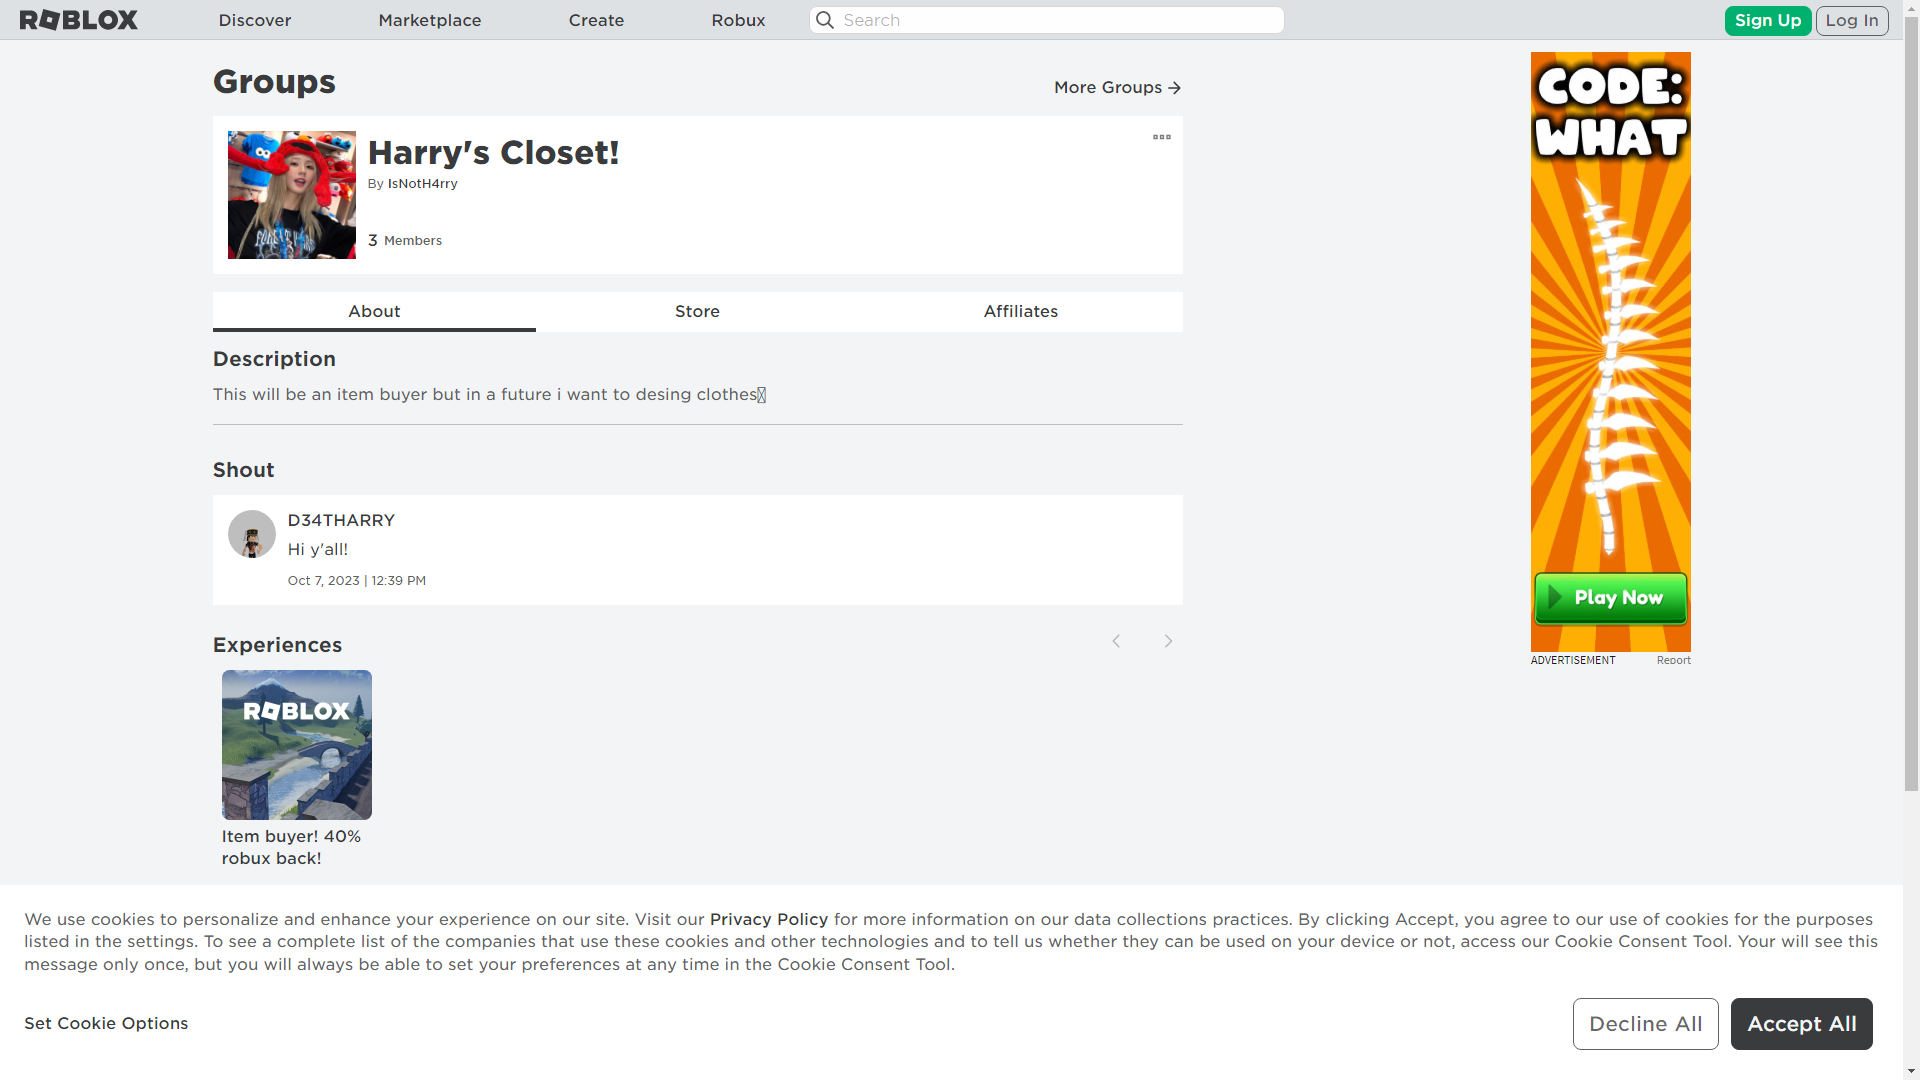 ROBLOX
Discover
Marketplace
Create
Robux
Search
Sign Up
Log In
Groups
More Groups
Harry's Closet!
By IsNotH4rry
3 Members
About
Store
Affiliates
Description
This will be an item buyer but in a future i want to desing clothes
Shout
D34THARRY
Hi y'all!
Oct 7, 2023 | 12:39 PM
Experiences
ROBLOX
Item buyer! 40%
robux back!
CODE:
WHAT
Play Now
ADVERTISEMENT
Report
We use cookies to personalize and enhance your experience on our site. Visit our Privacy Policy for more information on our data collections practices. By clicking Accept, you agree to our use of cookies for the purposes
listed in the settings. To see a complete list of the companies that use these cookies and other technologies and to tell us whether they can be used on your device or not, access our Cookie Consent Tool. Your will see this
message only once, but you will always be able to set your preferences at any time in the Cookie Consent Tool.
Set Cookie Options
Decline All
Accept All